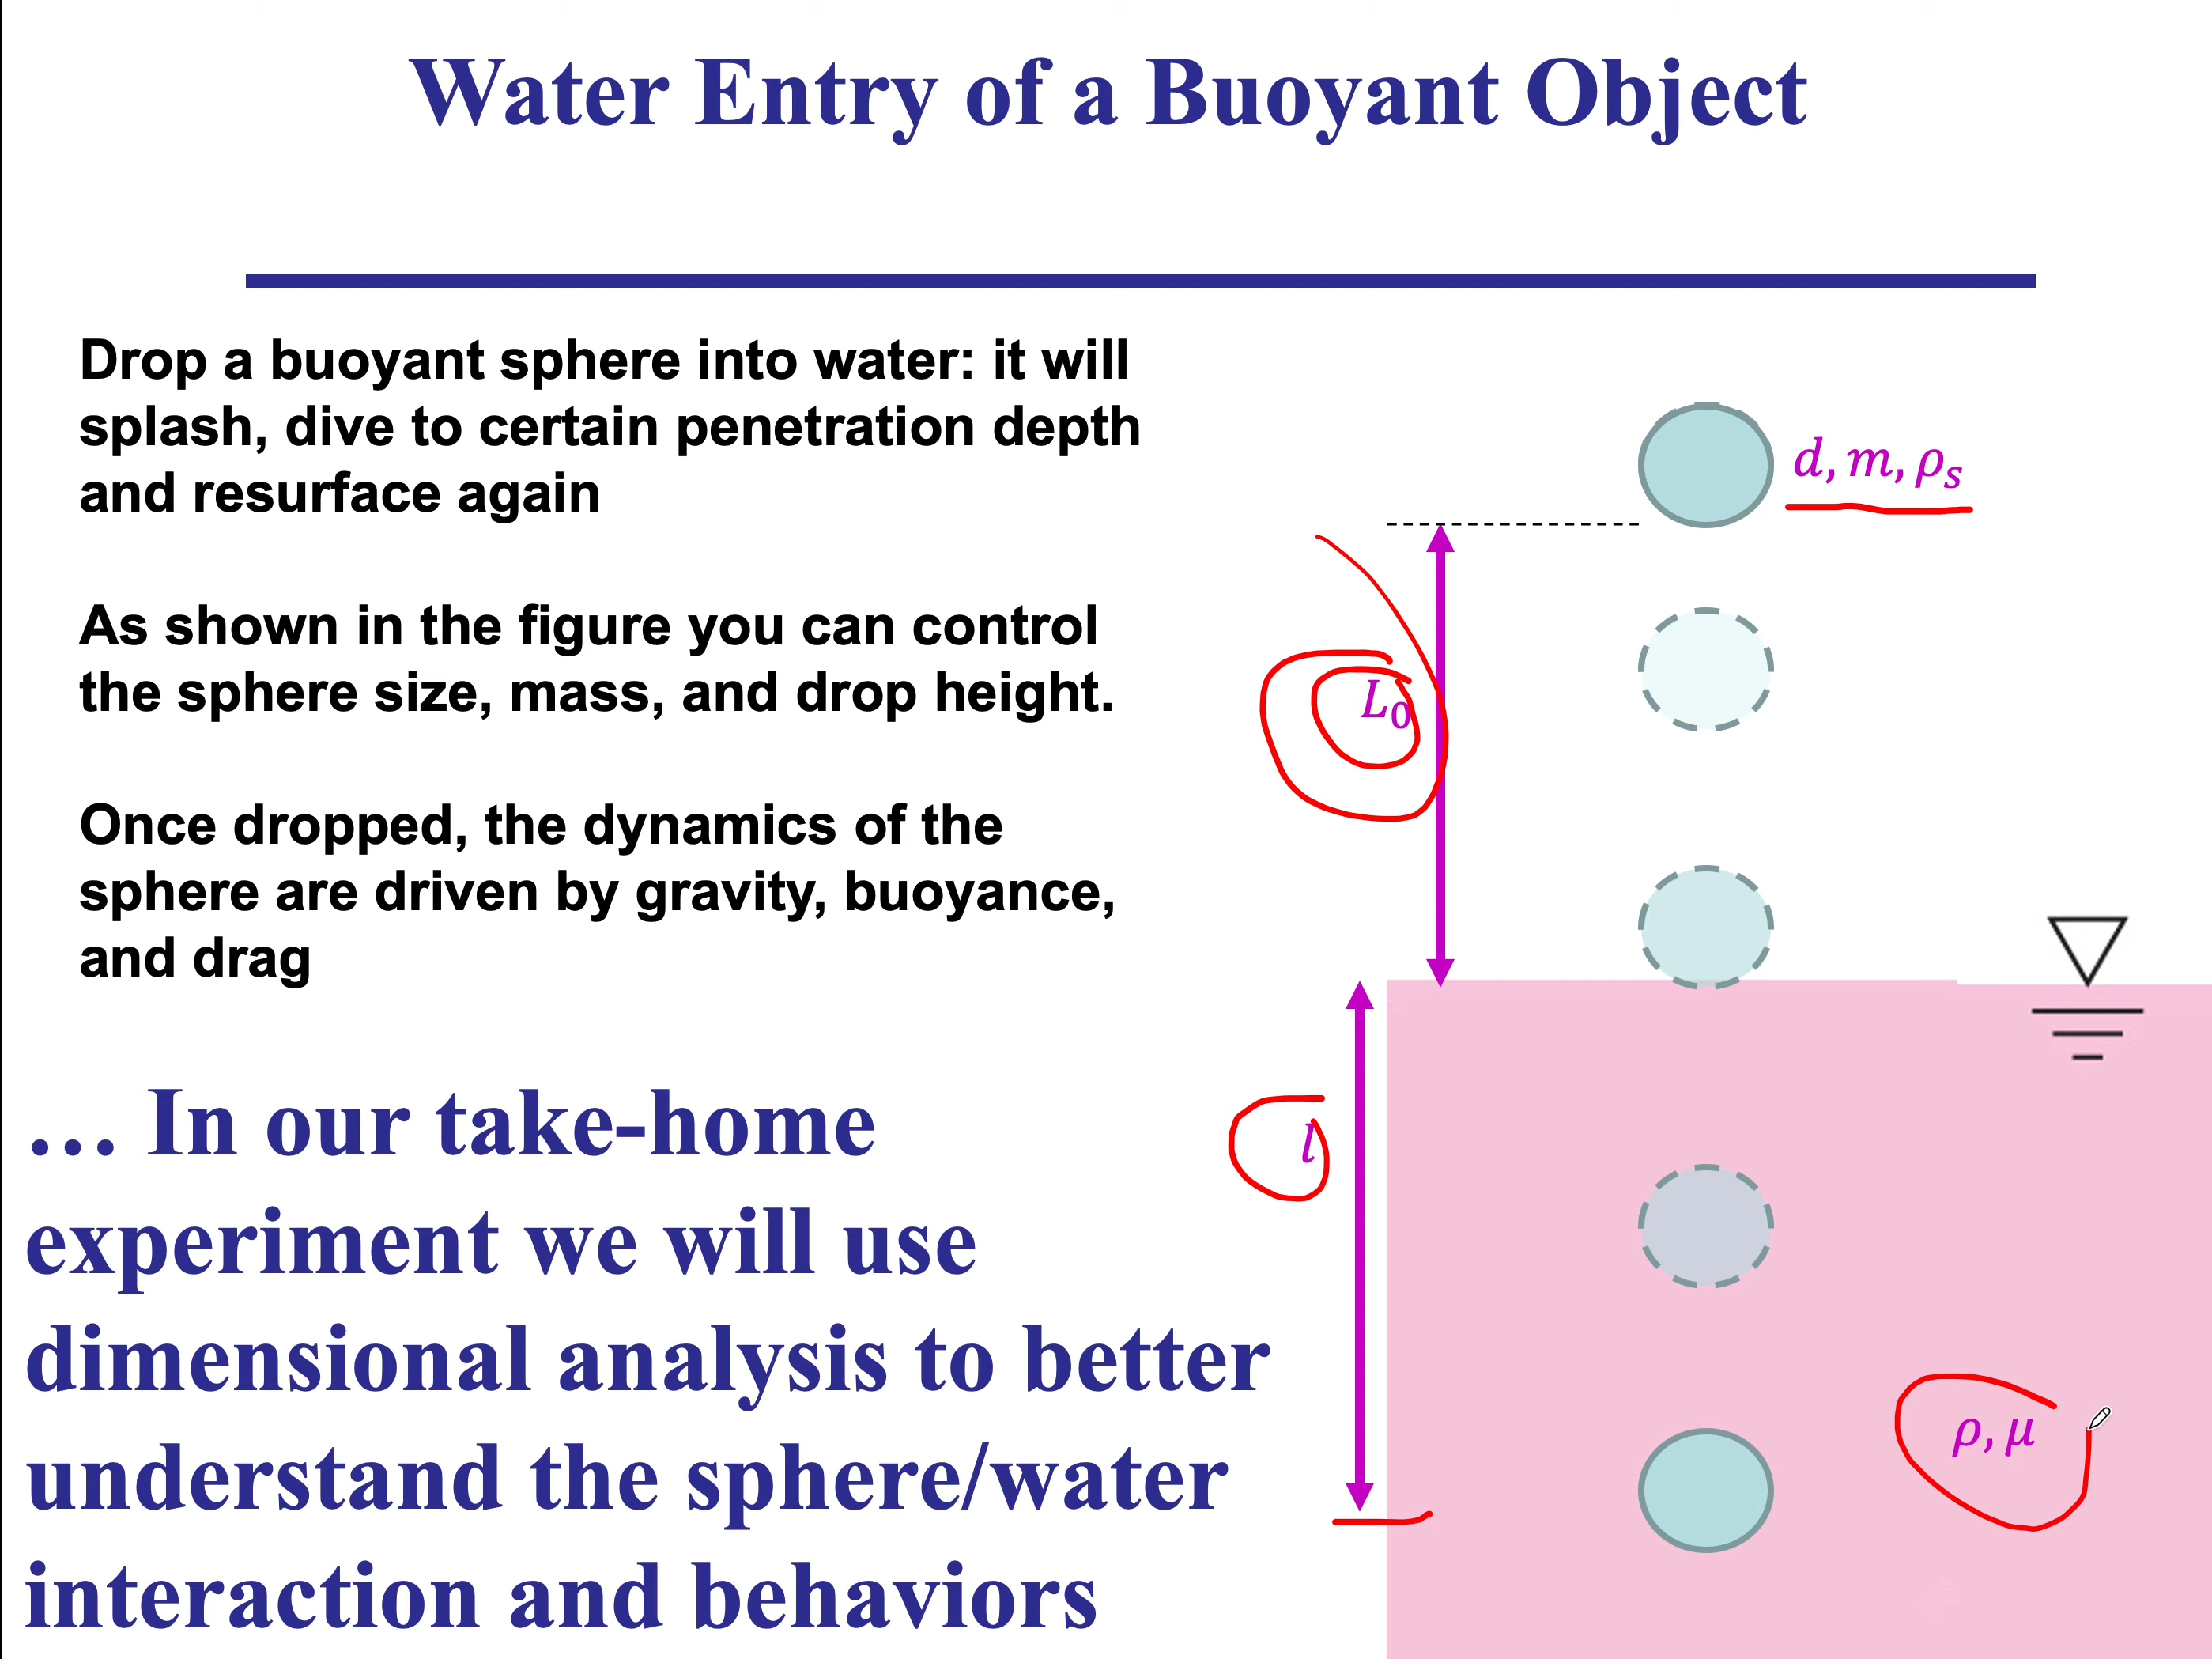 Water Entry of a Buoyant Object
Drop a buoyant sphere into water: it will
splash, dive to certain penetration depth
and resurface again
As shown in the figure you can control
the sphere size, mass, and drop height.
Once dropped, the dynamics of the
sphere are driven by gravity, buoyance,
and drag
… In our take-home
experiment we will use
dimensional analysis to better
understand the sphere/water
interaction and behaviors
d, m, ρₛ
L₀
l
ρ, μ